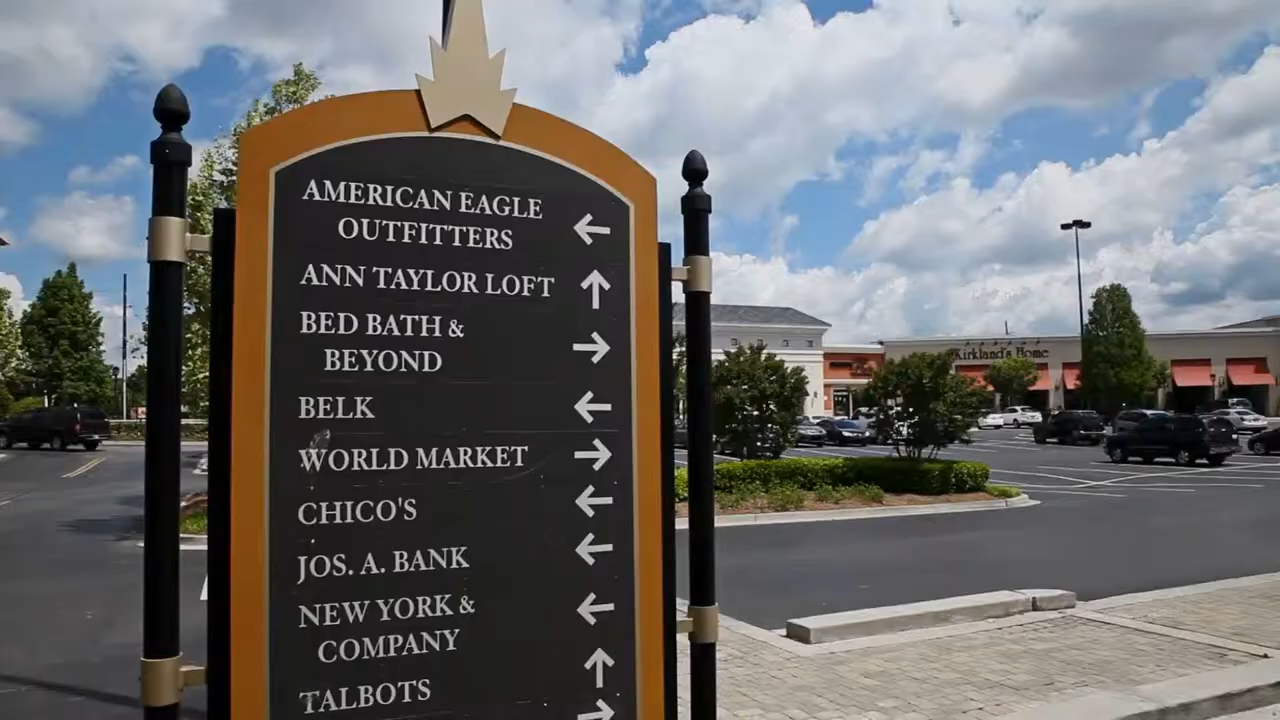 AMERICAN EAGLE
OUTFITTERS
ANN TAYLOR LOFT
BED BATH &
BEYOND
BELK
WORLD MARKET
CHICO'S
JOS. A. BANK
NEW YORK &
COMPANY
TALBOTS
Kirkland's Home